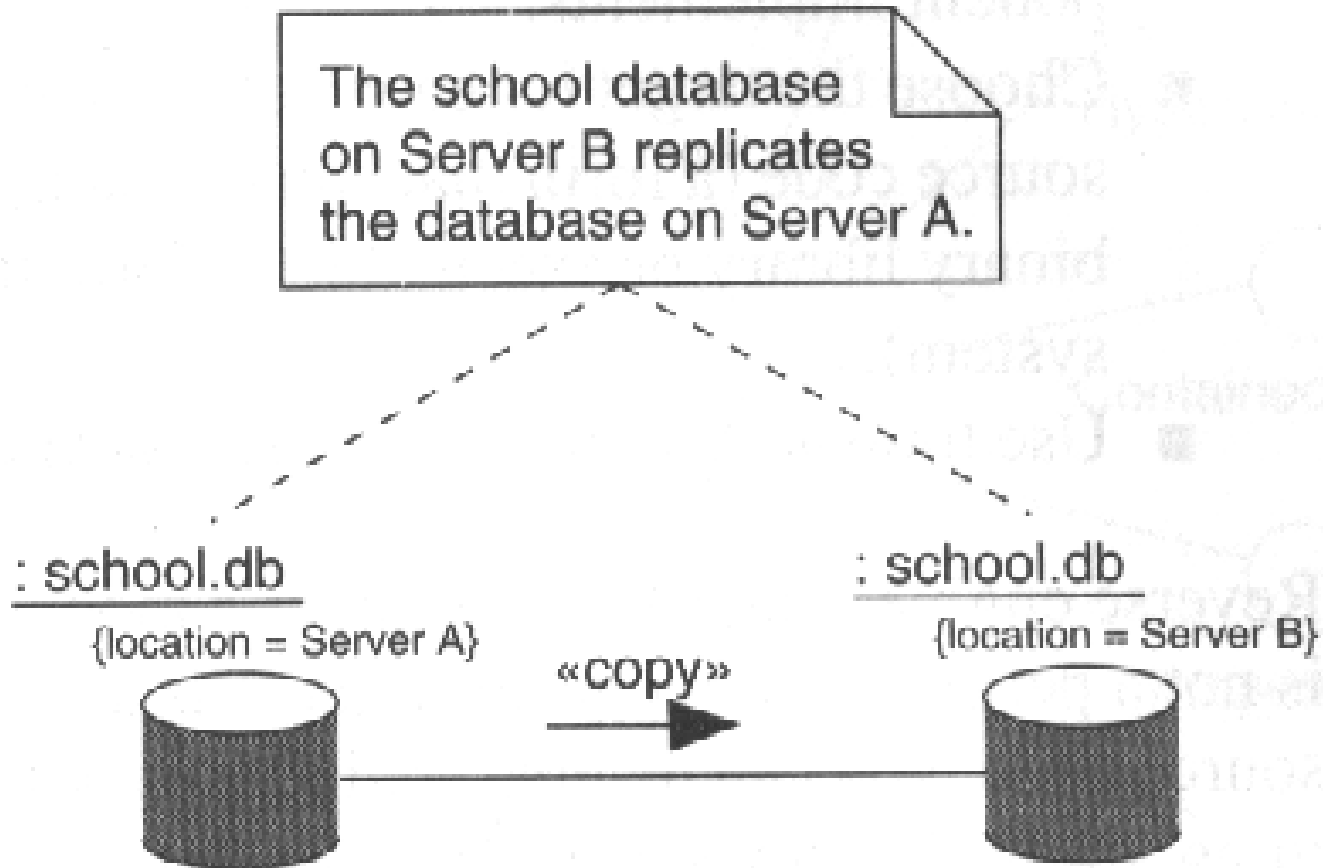 The school database
on Server B replicates
the database on Server A.
: school.db
{location = Server A}
: school.db
{location = Server B}
«copy»